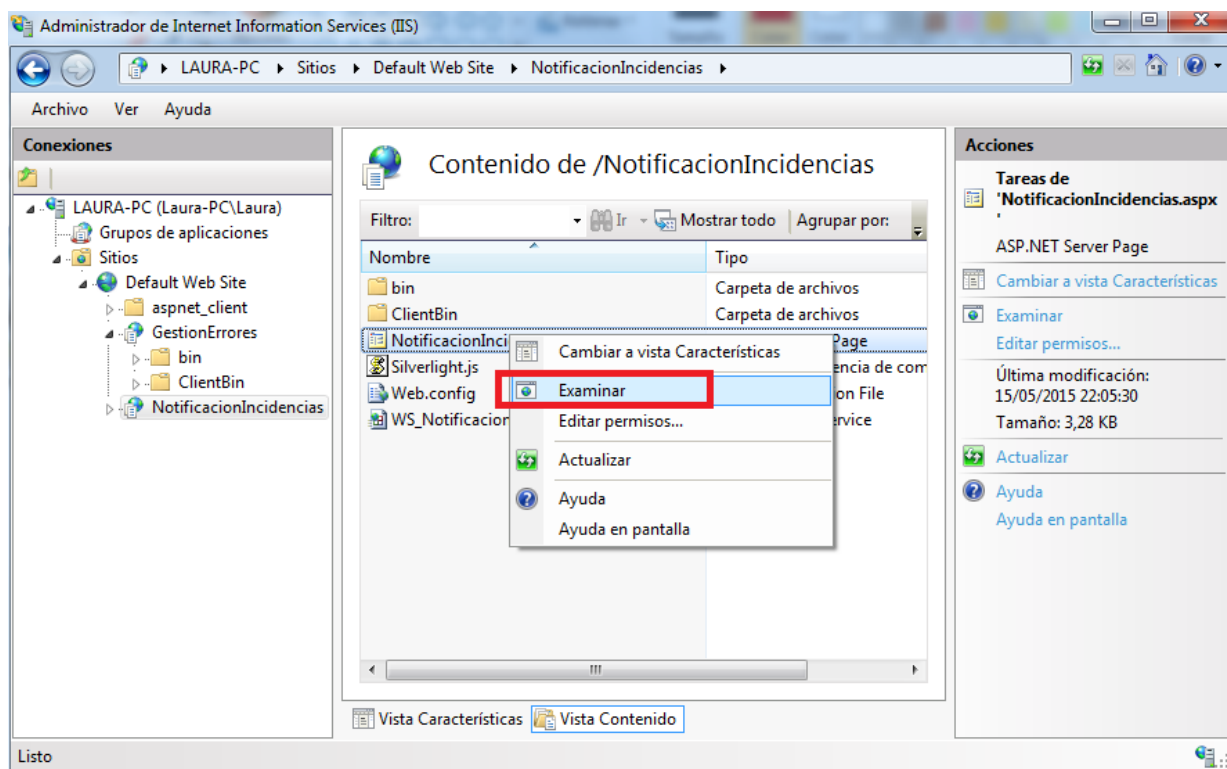 Administrador de Internet Information Services (IIS)
LAURA-PC Sitios Default Web Site NotificacionIncidencias
Archivo Ver Ayuda
Conexiones
LAURA-PC (Laura-PC\Laura)
Grupos de aplicaciones
Sitios
Default Web Site
aspnet_client
GestionErrores
bin
ClientBin
NotificacionIncidencias
Contenido de /NotificacionIncidencias
Filtro: Ir Mostrar todo Agrupar por:
Nombre Tipo
bin Carpeta de archivos
ClientBin Carpeta de archivos
NotificacionInci Page
Silverlight.js encia de com
Web.config on File
WS_Notificacion ervice
Cambiar a vista Características
Examinar
Editar permisos...
Actualizar
Ayuda
Ayuda en pantalla
Vista Características Vista Contenido
Acciones
Tareas de
'NotificacionIncidencias.aspx
'
ASP.NET Server Page
Cambiar a vista Características
Examinar
Editar permisos...
Última modificación:
15/05/2015 22:05:30
Tamaño: 3,28 KB
Actualizar
Ayuda
Ayuda en pantalla
Listo